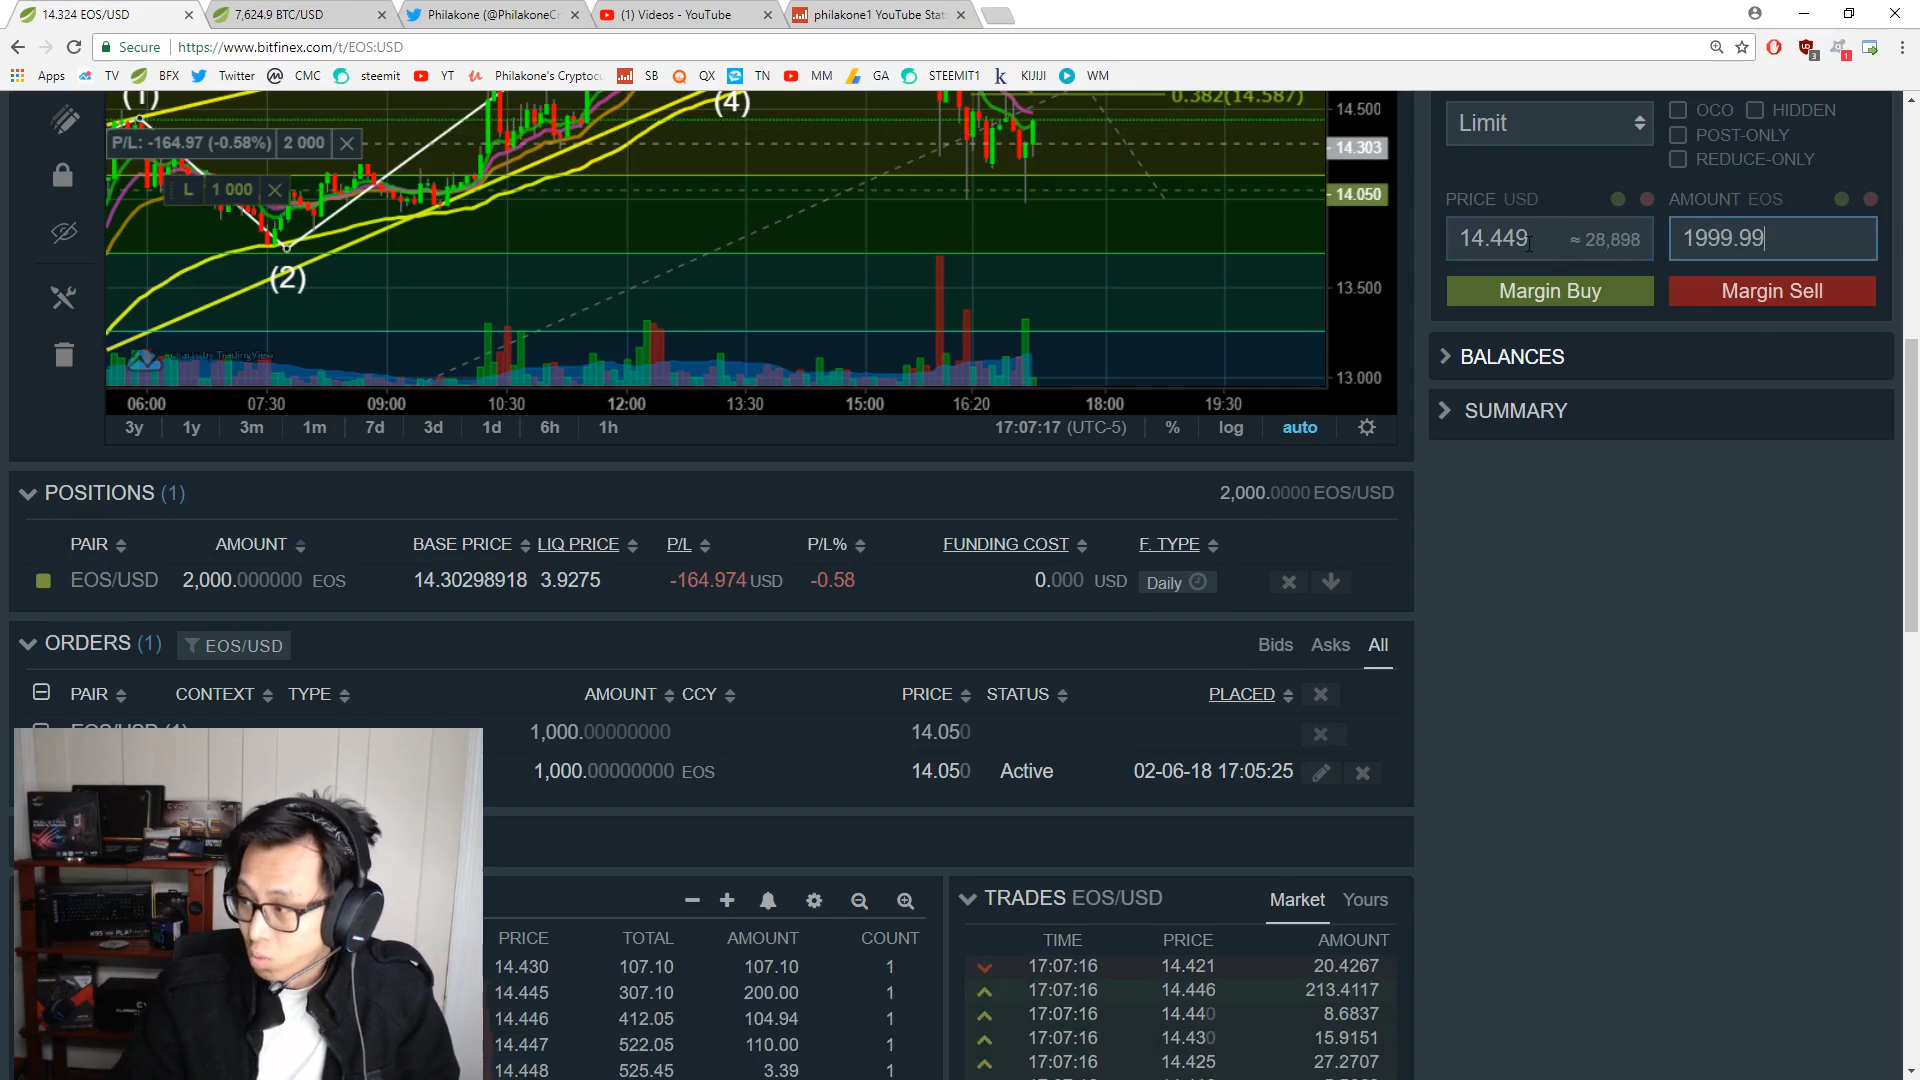 14.324 EOS/USD
7,624.9 BTC/USD
Philakone (@PhilakoneCr
(1) Videos - YouTube
philakone1 YouTube Stat
Secure https://www.bitfinex.com/t/EOS:USD
Apps TV BFX Twitter CMC steemit YT Philakone's Cryptocu SB QX TN MM GA STEEMIT1 KIJIJI WM
(1)
(4)
0.382(14.587)
14.500
P/L: -164.97 (-0.58%) 2 000
14.303
L 1 000
14.050
(2)
13.500
Charts by TradingView
13.000
06:00 07:30 09:00 10:30 12:00 13:30 15:00 16:20 18:00 19:30
3y 1y 3m 1m 7d 3d 1d 6h 1h 17:07:17 (UTC-5) % log auto
Limit
OCO HIDDEN
POST-ONLY
REDUCE-ONLY
PRICE USD AMOUNT EOS
14.449 ≈ 28,898 1999.99
Margin Buy Margin Sell
BALANCES
SUMMARY
POSITIONS (1) 2,000.0000 EOS/USD
PAIR AMOUNT BASE PRICE LIQ PRICE P/L P/L% FUNDING COST F. TYPE
EOS/USD 2,000.000000 EOS 14.30298918 3.9275 -164.974 USD -0.58 0.000 USD Daily
ORDERS (1) EOS/USD Bids Asks All
PAIR CONTEXT TYPE AMOUNT CCY PRICE STATUS PLACED
EOS/USD (1) 1,000.00000000 14.050
1,000.00000000 EOS 14.050 Active 02-06-18 17:05:25
PRICE TOTAL AMOUNT COUNT
14.430 107.10 107.10 1
14.445 307.10 200.00 1
14.446 412.05 104.94 1
14.447 522.05 110.00 1
14.448 525.45 3.39 1
TRADES EOS/USD Market Yours
TIME PRICE AMOUNT
17:07:16 14.421 20.4267
17:07:16 14.446 213.4117
17:07:16 14.440 8.6837
17:07:16 14.430 15.9151
17:07:16 14.425 27.2707